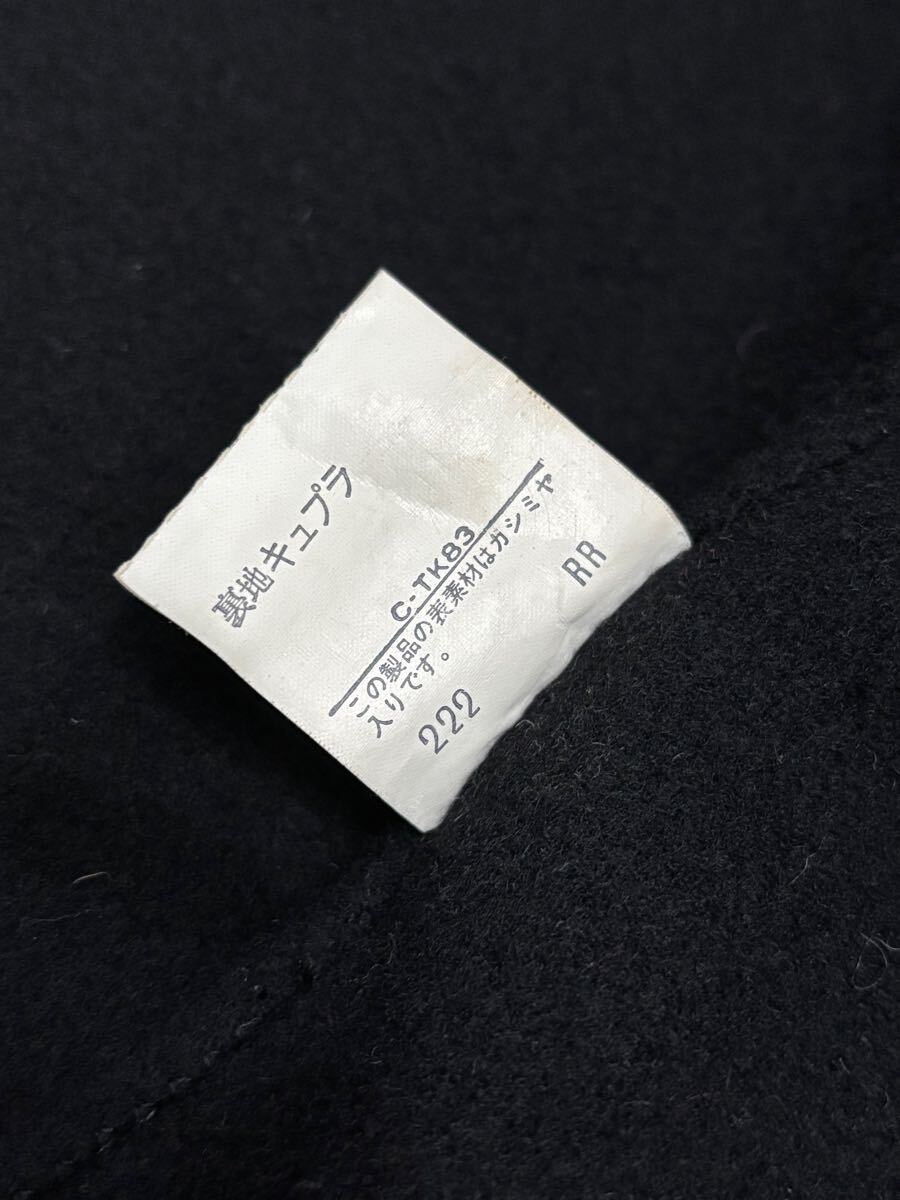 裏地キュプラ
C-TK83
この製品の表素材はガシミヤ
入りです。
222 RR